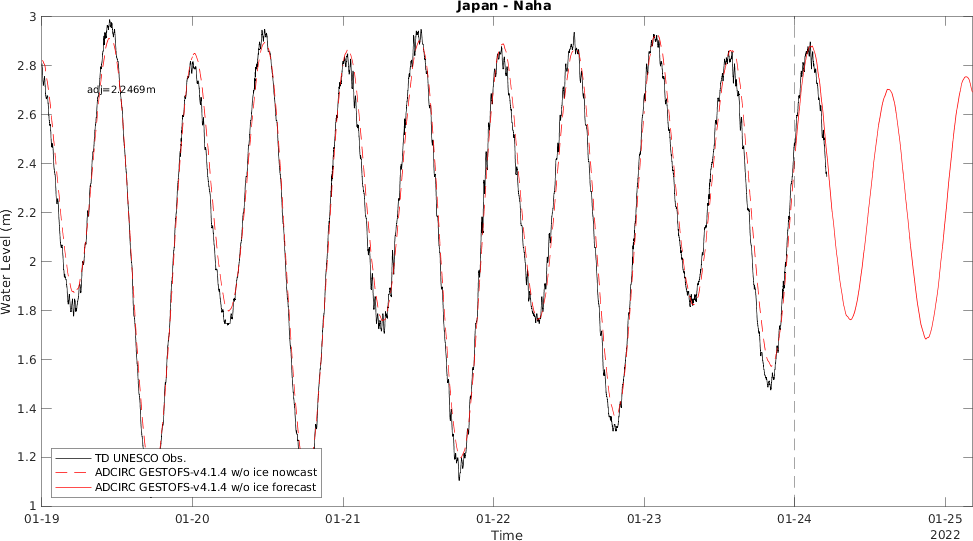 Japan - Naha
3
2.8
2.6
2.4
2.2
2
1.8
1.6
1.4
1.2
1
Water Level (m)
adj=2.2469m
TD UNESCO Obs.
ADCIRC GESTOFS-v4.1.4 w/o ice nowcast
ADCIRC GESTOFS-v4.1.4 w/o ice forecast
01-19 01-20 01-21 01-22 01-23 01-24 01-25
Time
2022